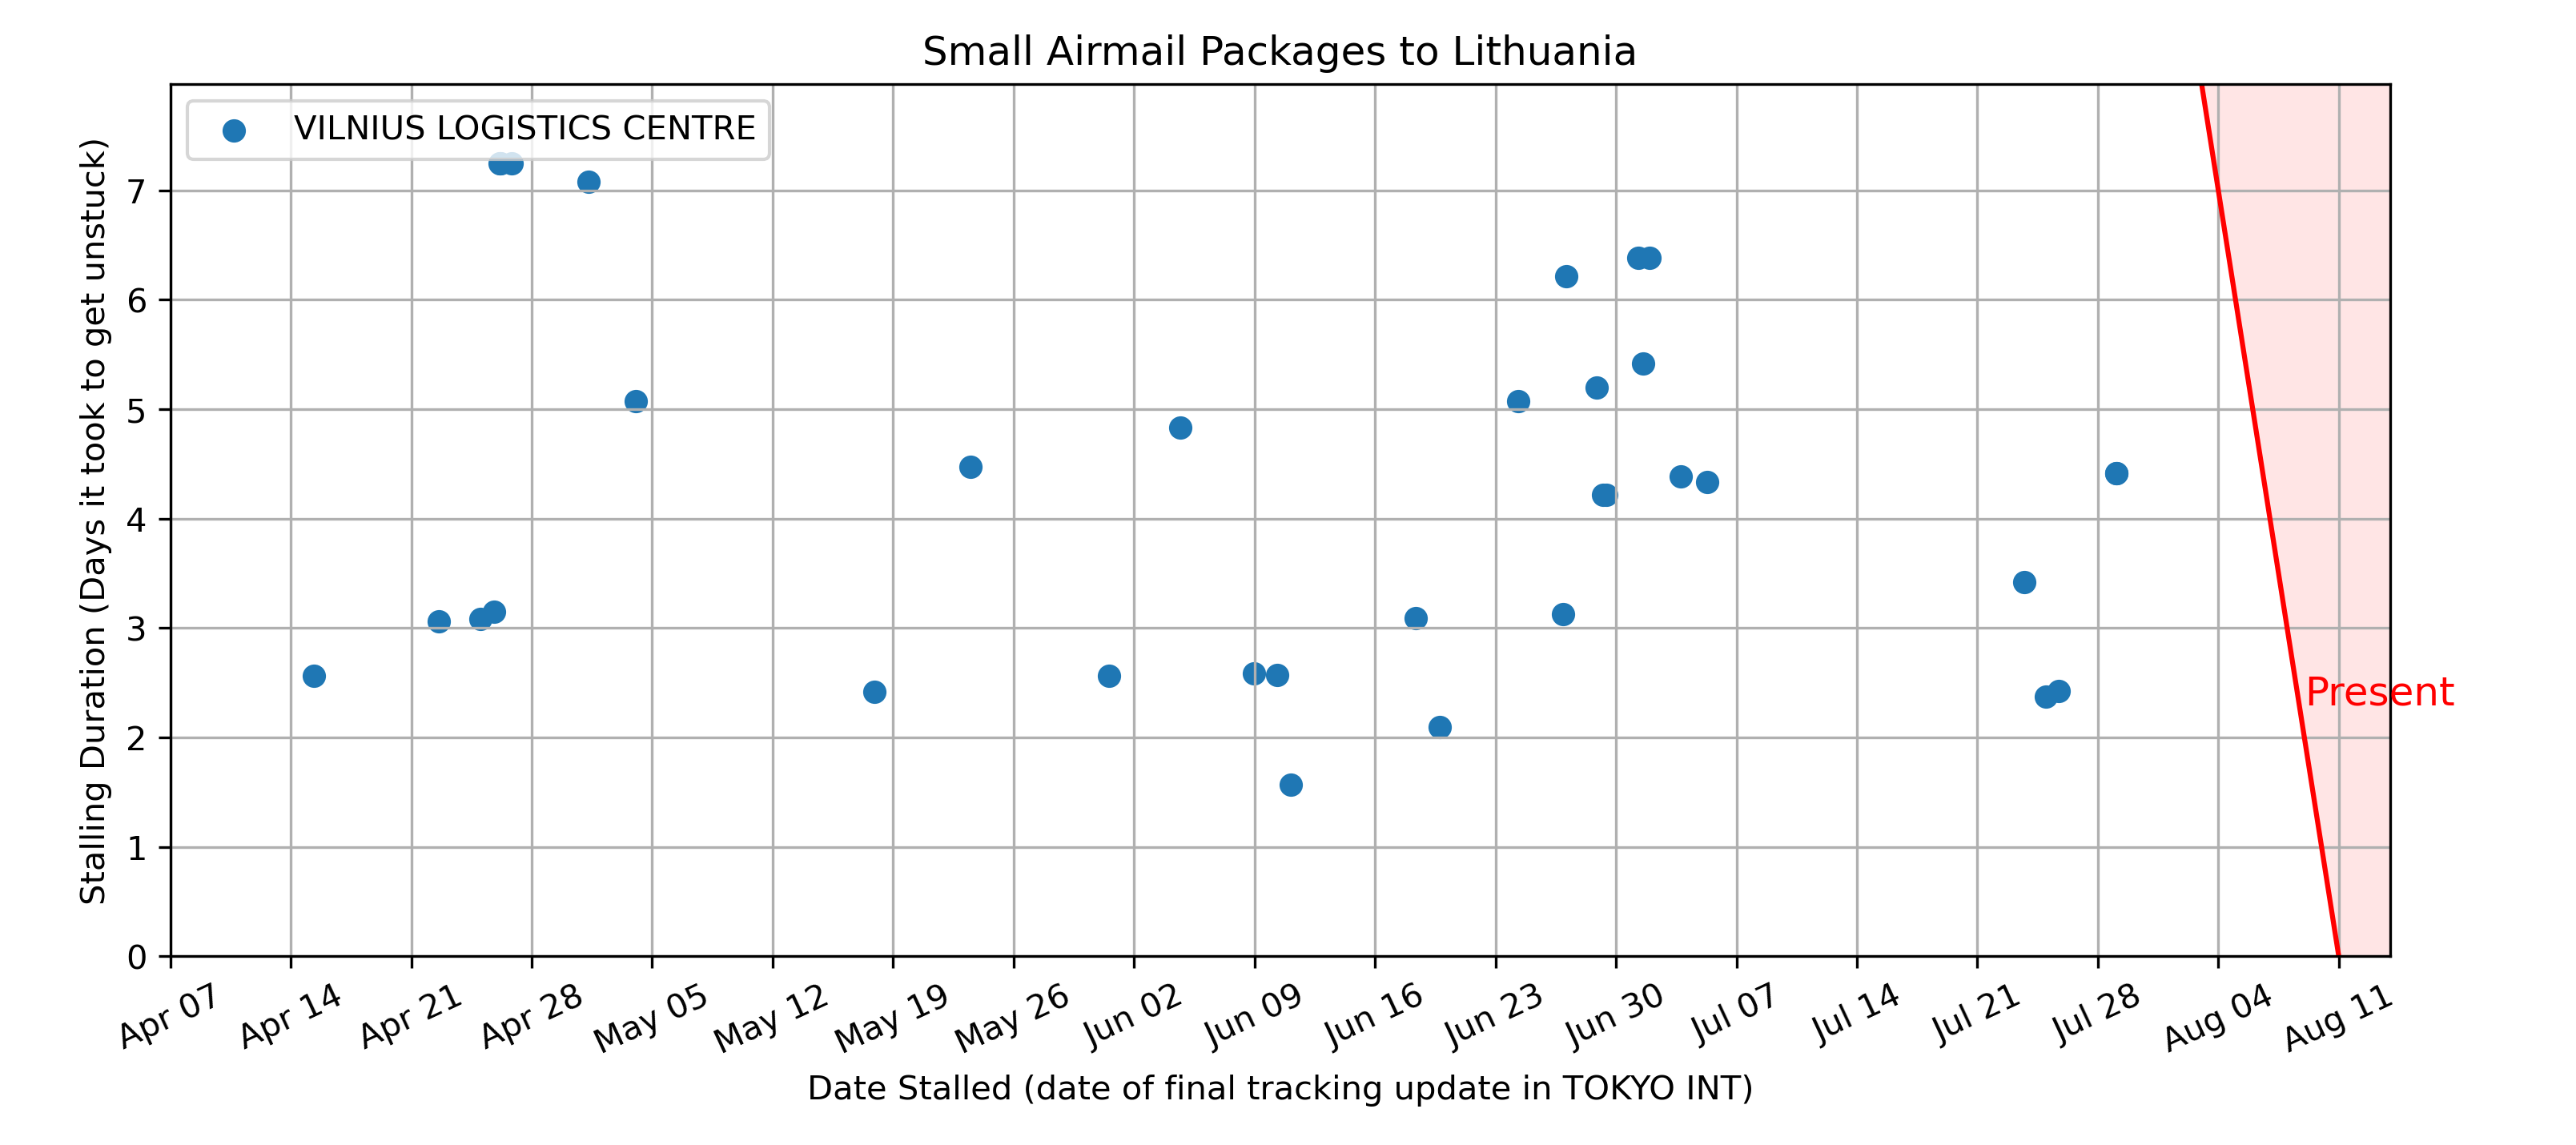 Small Airmail Packages to Lithuania
VILNIUS LOGISTICS CENTRE
Stalling Duration (Days it took to get unstuck)
7
6
5
4
3
2
1
0
Present
Apr 07
Apr 14
Apr 21
Apr 28
May 05
May 12
May 19
May 26
Jun 02
Jun 09
Jun 16
Jun 23
Jun 30
Jul 07
Jul 14
Jul 21
Jul 28
Aug 04
Aug 11
Date Stalled (date of final tracking update in TOKYO INT)